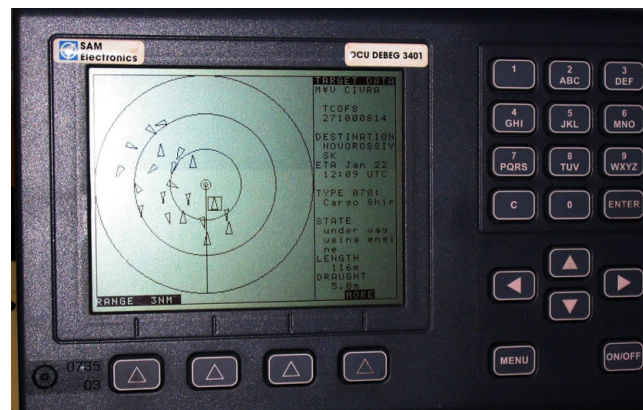 SAM
Electronics
DCU DEBEG 3401
TARGET DATA
M¥V CIVRA
TCOF8
271000814
DESTINATION
NOVOROSSIY
SK
ETA Jan 22
12:09 UTC
TYPE 070:
Cargo Ship
STATE
under way
using engi
ne
LENGTH
116m
DRAUGHT
5.0m
MORE
RANGE 3NM
1
2
ABC
3
DEF
4
GHI
5
JKL
6
MNO
7
PQRS
8
TUV
9
WXYZ
C
0
ENTER
MENU
ON/OFF
0735
03